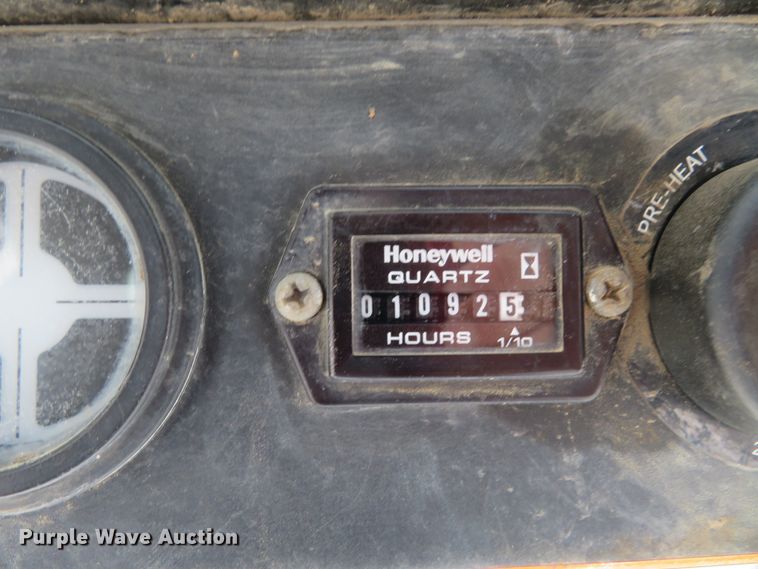 PRE-HEAT
Honeywell
QUARTZ
010925
HOURS 1/10
Purple Wave Auction